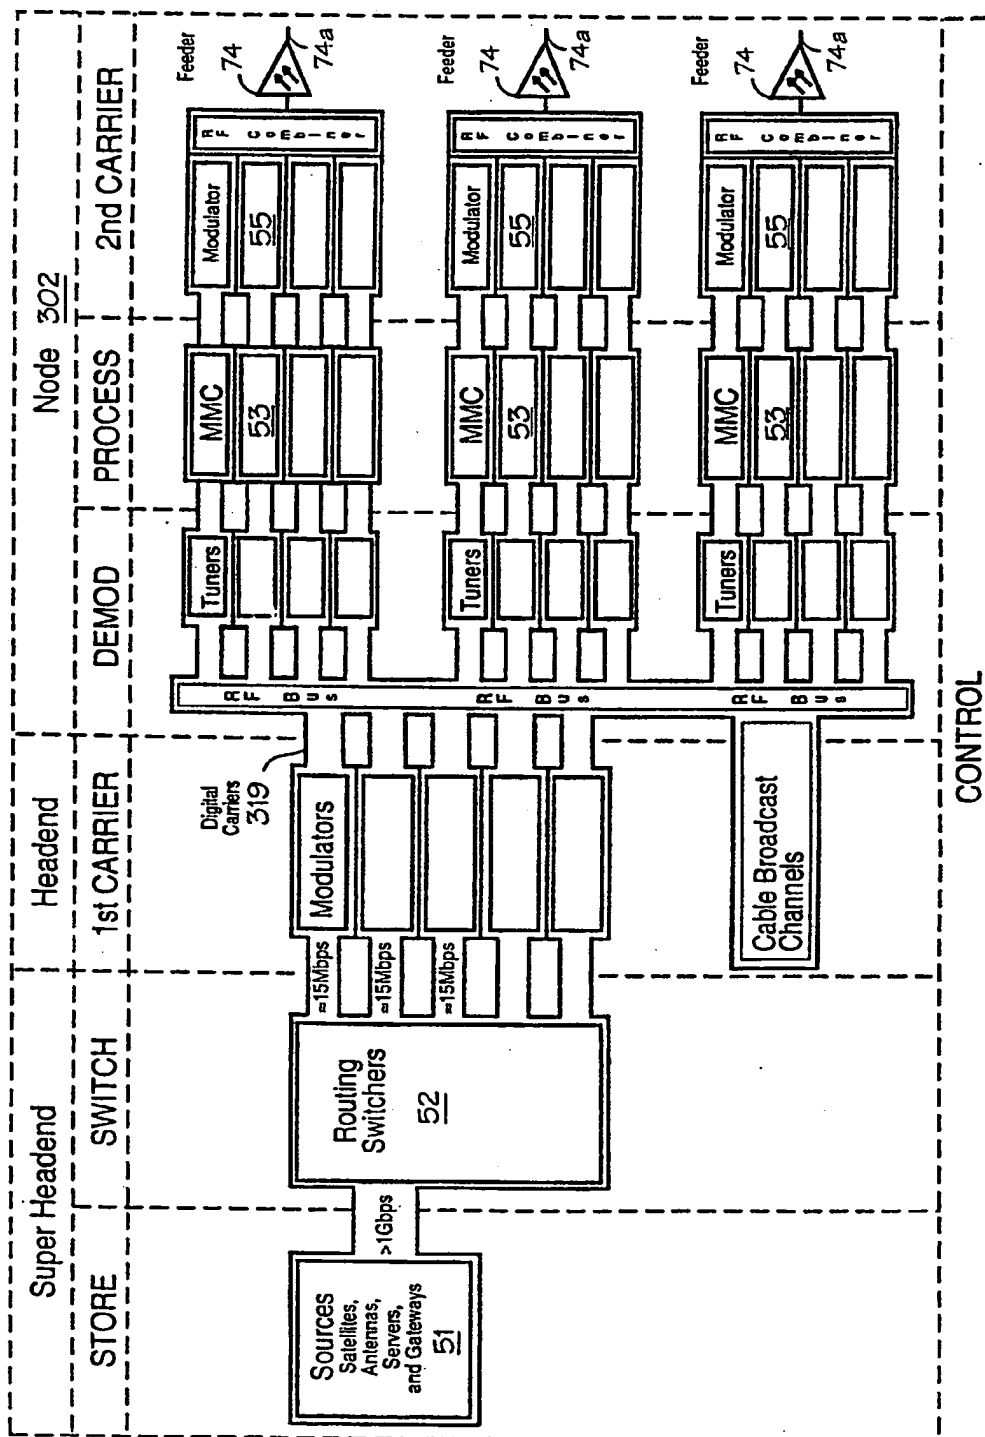 Super Headend
Headend
Node 302
STORE
SWITCH
1st CARRIER
DEMOD
PROCESS
2nd CARRIER
Sources
Satellites,
Antennas,
Servers,
and Gateways
51
>1Gbps
Routing
Switchers
52
≈15Mbps
≈15Mbps
≈15Mbps
Modulators
Digital
Carriers
319
Cable Broadcast
Channels
RF Bus
RF Bus
RF Bus
Tuners
MMC
53
Modulator
55
RF Combiner
Feeder
74
74a
Tuners
MMC
53
Modulator
55
RF Combiner
Feeder
74
74a
Tuners
MMC
53
Modulator
55
RF Combiner
Feeder
74
74a
CONTROL